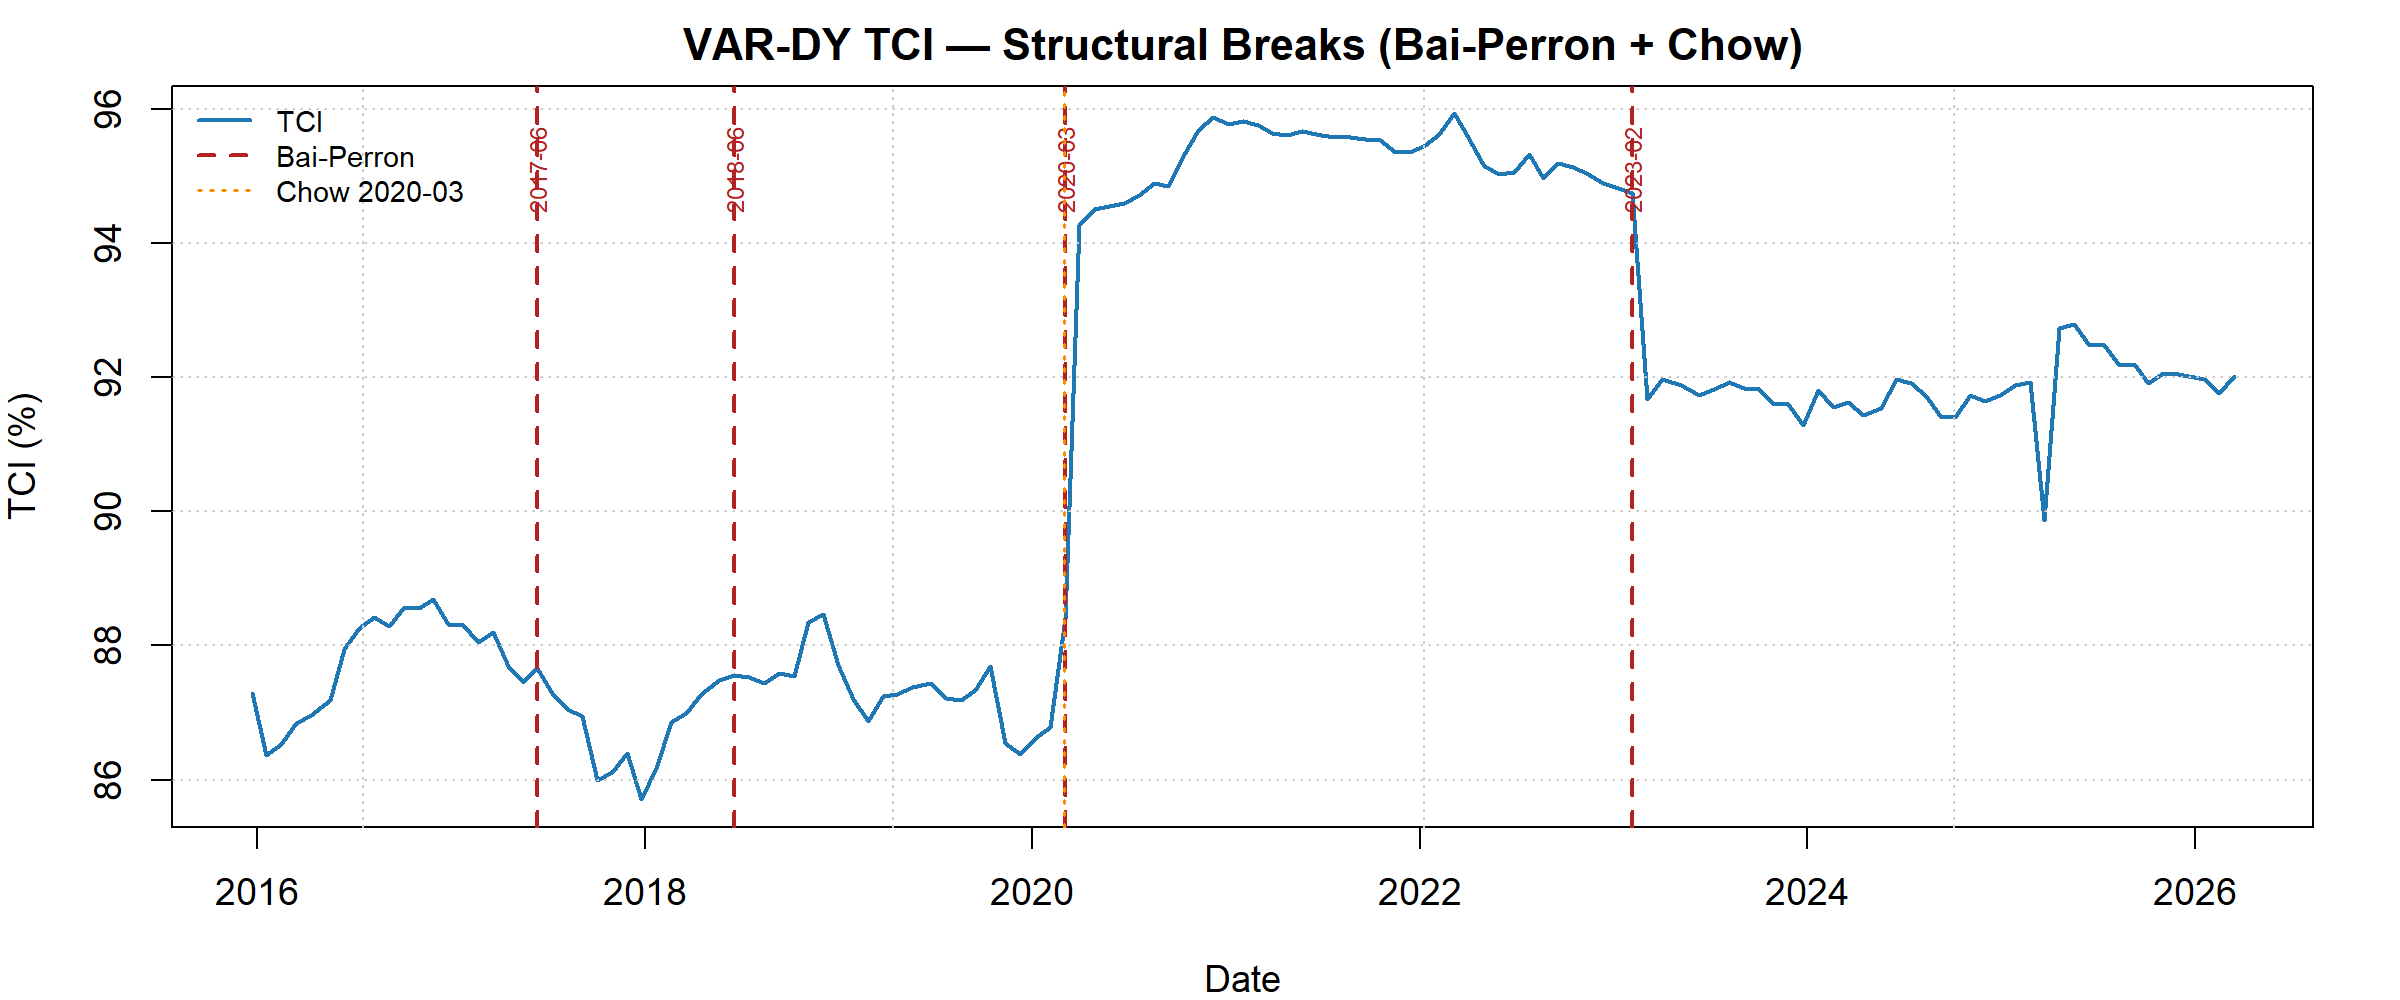 VAR-DY TCI — Structural Breaks (Bai-Perron + Chow)
TCI (%)
96
94
92
90
88
86
TCI
Bai-Perron
Chow 2020-03
2017-06
2018-06
2020-03
2023-02
2016
2018
2020
2022
2024
2026
Date